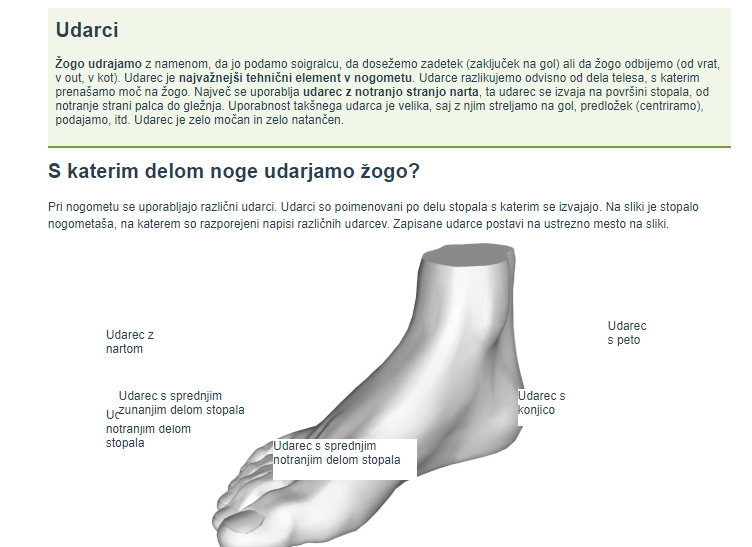 Udarci
Žogo udrajamo z namenom, da jo podamo soigralcu, da dosežemo zadetek (zaključek na gol) ali da žogo odbijemo (od vrat,
v out, v kot). Udarec je najvažnejši tehnični element v nogometu. Udarce razlikujemo odvisno od dela telesa, s katerim
prenašamo moč na žogo. Največ se uporablja udarec z notranjo stranjo narta, ta udarec se izvaja na površini stopala, od
notranje strani palca do gležnja. Uporabnost takšnega udarca je velika, saj z njim streljamo na gol, predložek (centriramo),
podajamo, itd. Udarec je zelo močan in zelo natančen.
S katerim delom noge udarjamo žogo?
Pri nogometu se uporabljajo različni udarci. Udarci so poimenovani po delu stopala s katerim se izvajajo. Na sliki je stopalo
nogometaša, na katerem so razporejeni napisi različnih udarcev. Zapisane udarce postavi na ustrezno mesto na sliki.
Udarec z
nartom
Udarec
s peto
Udarec s sprednjim
zunanjim delom stopala
notranjim delom
stopala
Udarec s
konjico
Udarec s sprednjim
notranjim delom stopala